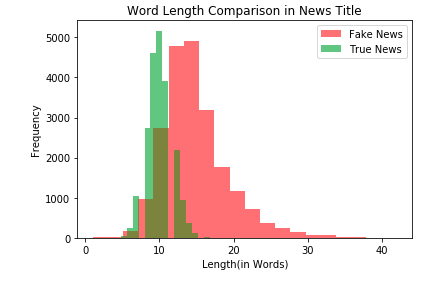 Word Length Comparison in News Title
Fake News
True News
5000
4000
3000
2000
1000
0
Frequency
0 10 20 30 40
Length(in Words)